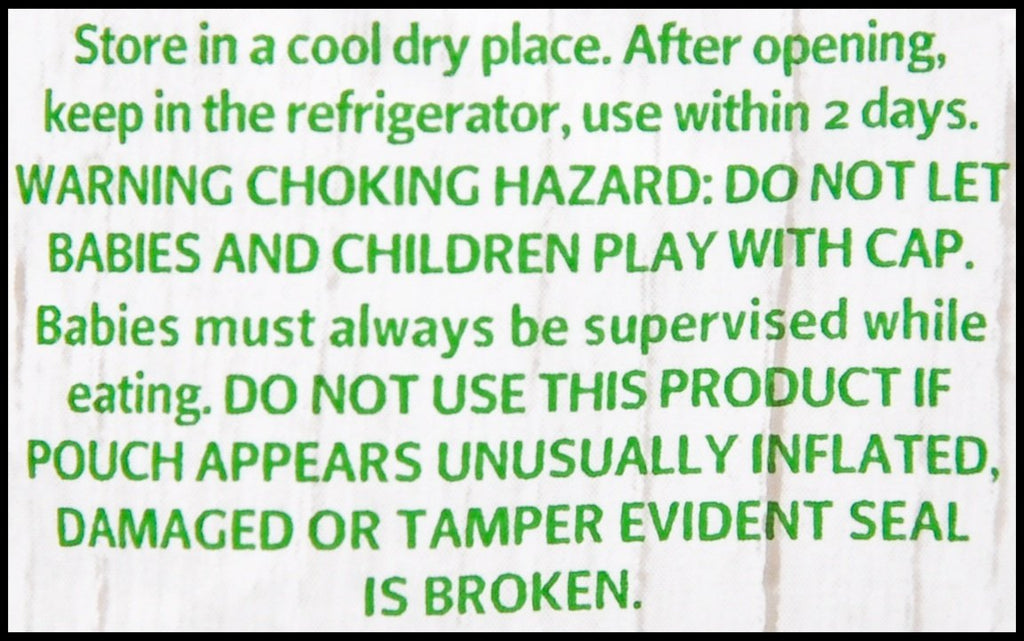 Store in a cool dry place. After opening,
keep in the refrigerator, use within 2 days.
WARNING CHOKING HAZARD: DO NOT LET
BABIES AND CHILDREN PLAY WITH CAP.
Babies must always be supervised while
eating. DO NOT USE THIS PRODUCT IF
POUCH APPEARS UNUSUALLY INFLATED,
DAMAGED OR TAMPER EVIDENT SEAL
IS BROKEN.